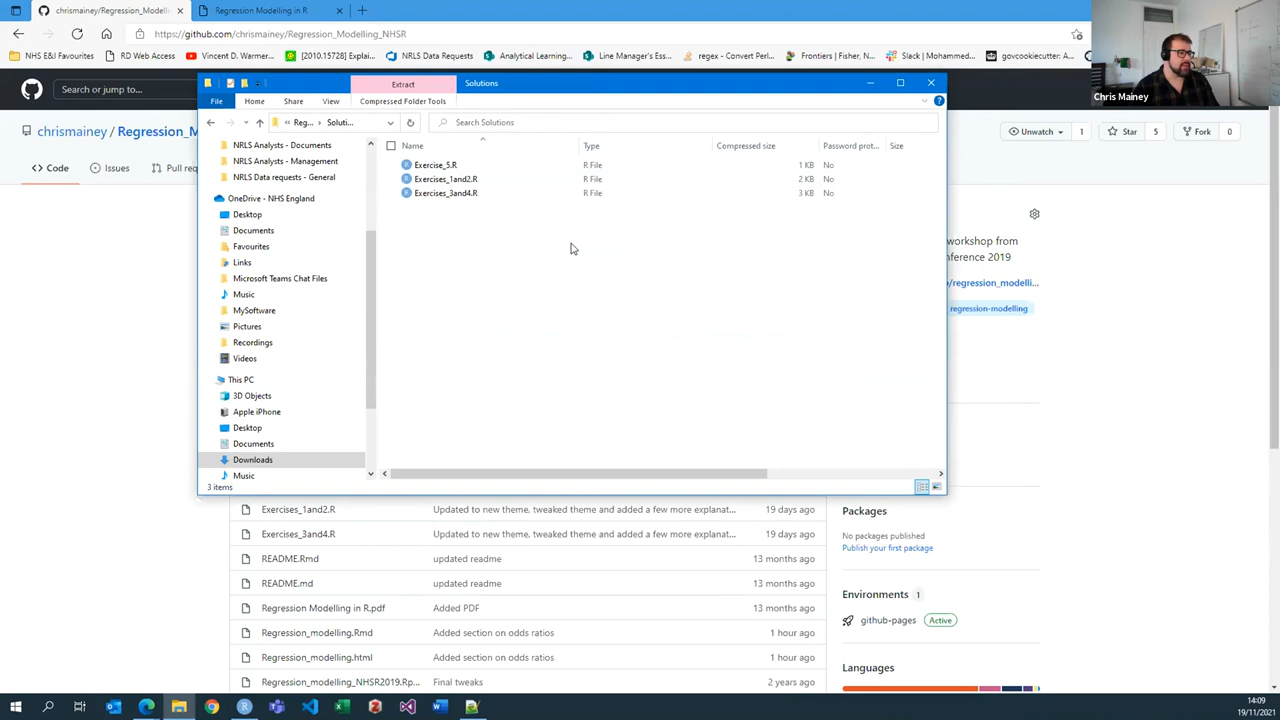 chrismainey/Regression_Modelli...
Regression Modelling in R
https://github.com/chrismainey/Regression_Modelling_NHSR
NHS E&I Favourites
RD Web Access
Vincent D. Warmer...
[2010.15728] Explai...
NRLS Data Requests
Analytical Learning...
Line Manager's Ess...
regex - Convert Perl...
Frontiers | Fisher, N...
Slack | Mohammed...
govcookiecutter: A...
Chris Mainey
Search or jump to...
Extract
Solutions
File
Home
Share
View
Compressed Folder Tools
Reg...
Soluti...
Search Solutions
chrismainey / Regression_M
Unwatch
1
Star
5
Fork
0
Code
Issues
Pull req
Name
Type
Compressed size
Password prot...
Size
Exercise_5.R
R File
1 KB
No
Exercises_1and2.R
R File
2 KB
No
Exercises_3and4.R
R File
3 KB
No
NRLS Analysts - Documents
NRLS Analysts - Management
NRLS Data requests - General
OneDrive - NHS England
Desktop
Documents
Favourites
Links
Microsoft Teams Chat Files
Music
MySoftware
Pictures
Recordings
Videos
This PC
3D Objects
Apple iPhone
Desktop
Documents
Downloads
Music
3 items
workshop from
nference 2019
/regression_modelli...
regression-modelling
Exercises_1and2.R
Updated to new theme, tweaked theme and added a few more explanat...
19 days ago
Exercises_3and4.R
Updated to new theme, tweaked theme and added a few more explanat...
19 days ago
README.Rmd
updated readme
13 months ago
README.md
updated readme
13 months ago
Regression Modelling in R.pdf
Added PDF
13 months ago
Regression_modelling.Rmd
Added section on odds ratios
1 hour ago
Regression_modelling.html
Added section on odds ratios
1 hour ago
Regression_modelling_NHSR2019.Rp...
Final tweaks
2 years ago
Packages
No packages published
Publish your first package
Environments 1
github-pages
Active
Languages
14:09
19/11/2021